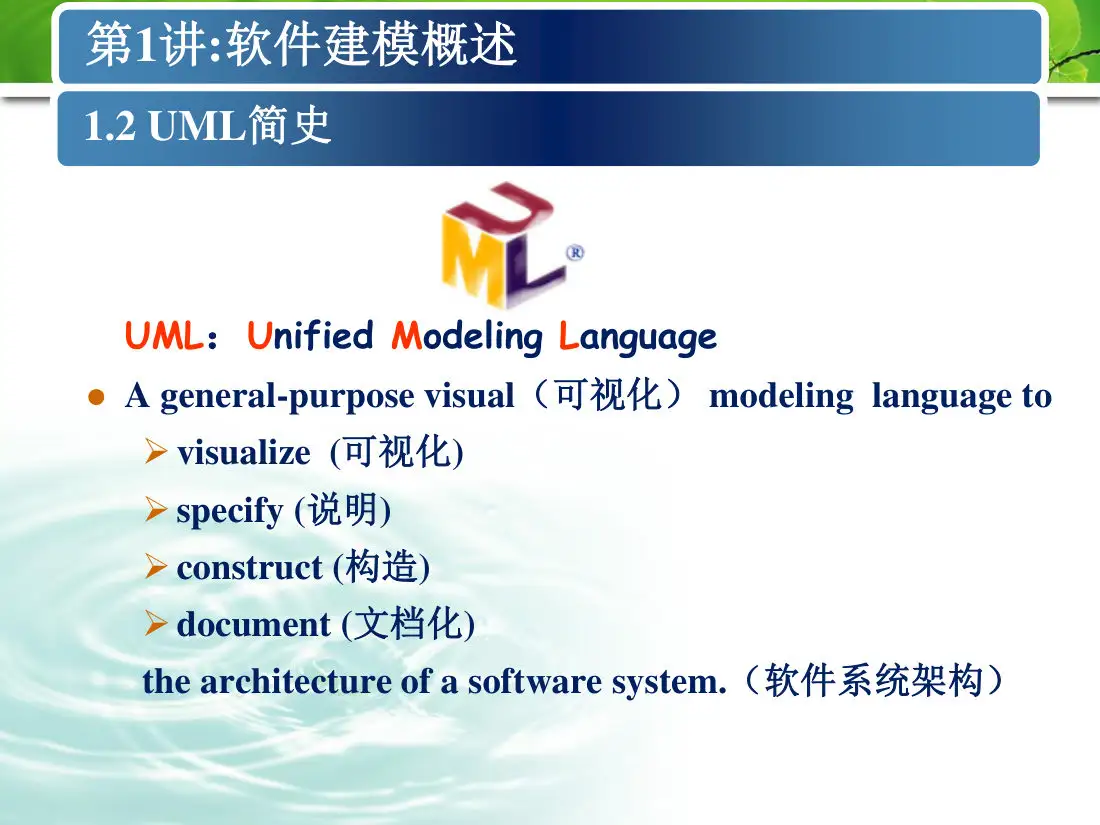 第1讲:软件建模概述
1.2 UML简史
UML®
UML：Unified Modeling Language
• A general-purpose visual（可视化） modeling language to
➢ visualize (可视化)
➢ specify (说明)
➢ construct (构造)
➢ document (文档化)
the architecture of a software system.（软件系统架构）